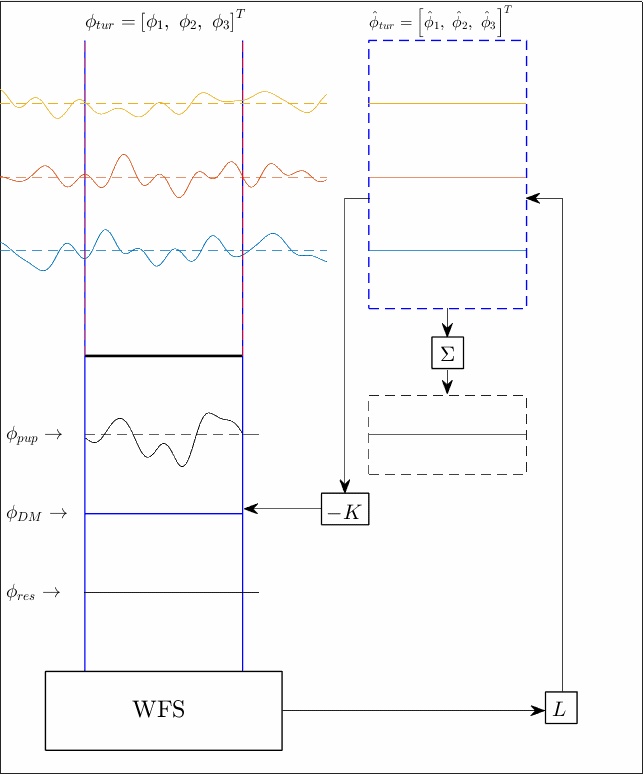 ϕ_tur = [ϕ_1, ϕ_2, ϕ_3]^T
ϕ̂_tur = [ϕ̂_1, ϕ̂_2, ϕ̂_3]^T
Σ
ϕ_pup →
−K
ϕ_DM →
ϕ_res →
WFS
L